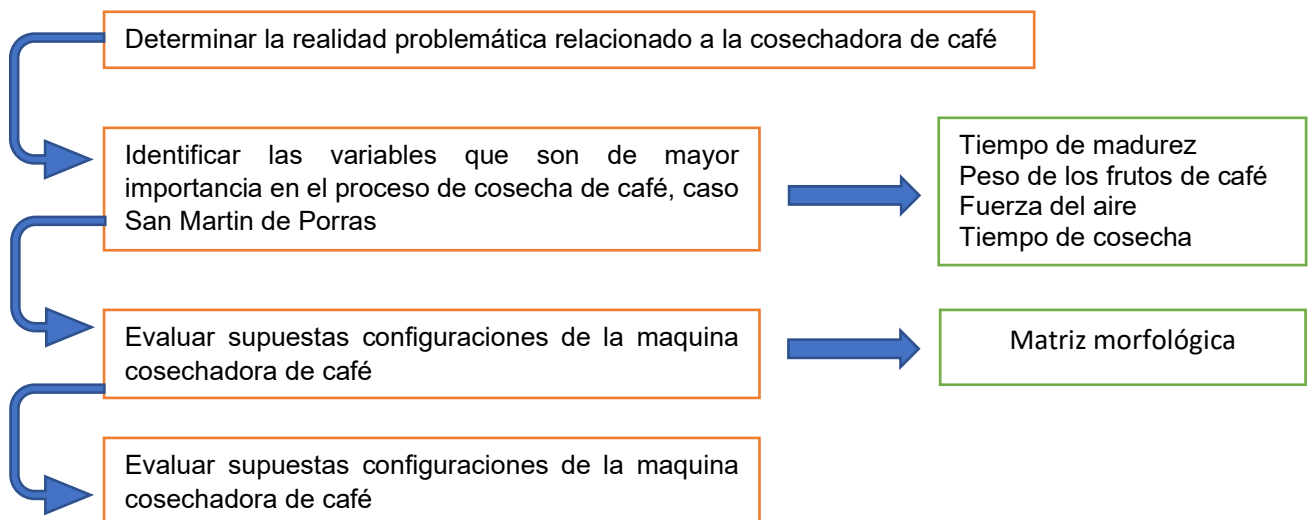 Determinar la realidad problemática relacionado a la cosechadora de café
Identificar las variables que son de mayor
importancia en el proceso de cosecha de café, caso
San Martin de Porras
Tiempo de madurez
Peso de los frutos de café
Fuerza del aire
Tiempo de cosecha
Evaluar supuestas configuraciones de la maquina
cosechadora de café
Matriz morfológica
Evaluar supuestas configuraciones de la maquina
cosechadora de café